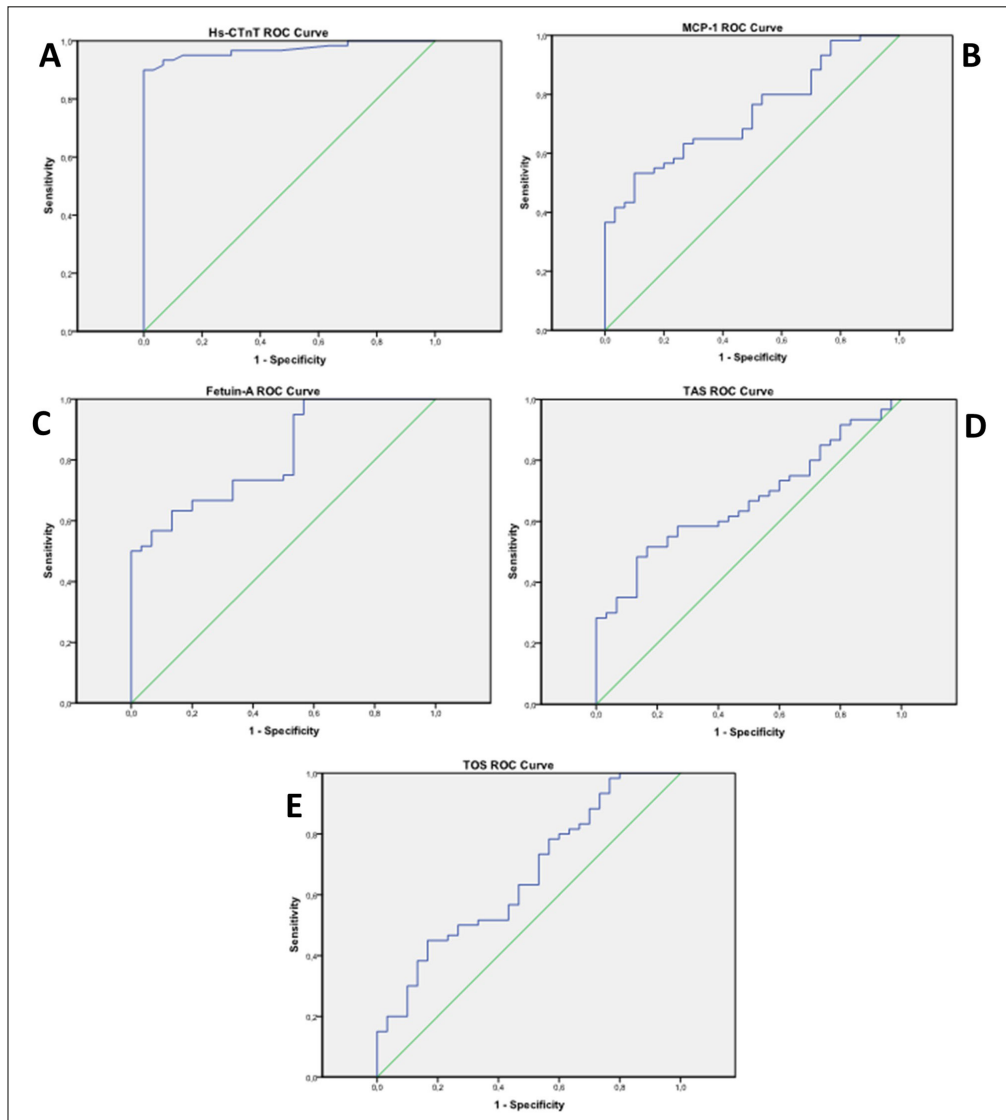 A
Hs-CTnT ROC Curve
Sensitivity
1,0
0,8
0,6
0,4
0,2
0,0
0,0 0,2 0,4 0,6 0,8 1,0
1 - Specificity
B
MCP-1 ROC Curve
Sensitivity
1,0
0,8
0,6
0,4
0,2
0,0
0,0 0,2 0,4 0,6 0,8 1,0
1 - Specificity
C
Fetuin-A ROC Curve
Sensitivity
1,0
0,8
0,6
0,4
0,2
0,0
0,0 0,2 0,4 0,6 0,8 1,0
1 - Specificity
D
TAS ROC Curve
Sensitivity
1,0
0,8
0,6
0,4
0,2
0,0
0,0 0,2 0,4 0,6 0,8 1,0
1 - Specificity
E
TOS ROC Curve
Sensitivity
1,0
0,8
0,6
0,4
0,2
0,0
0,0 0,2 0,4 0,6 0,8 1,0
1 - Specificity